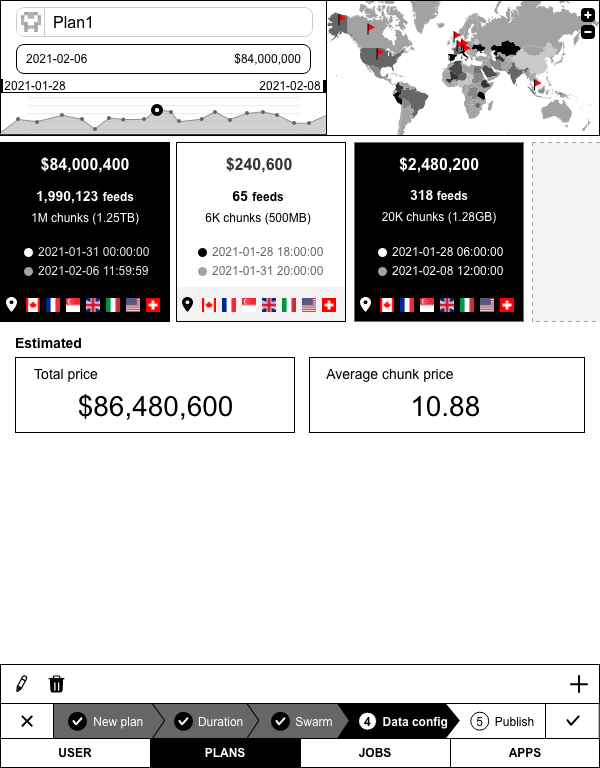 Plan1
2021-02-06 $84,000,000
2021-01-28 2021-02-08
$84,000,400
1,990,123 feeds
1M chunks (1.25TB)
2021-01-31 00:00:00
2021-02-06 11:59:59
$240,600
65 feeds
6K chunks (500MB)
2021-01-28 18:00:00
2021-01-31 20:00:00
$2,480,200
318 feeds
20K chunks (1.28GB)
2021-01-28 06:00:00
2021-02-08 12:00:00
Estimated
Total price
$86,480,600
Average chunk price
10.88
New plan Duration Swarm 4 Data config 5 Publish
USER PLANS JOBS APPS